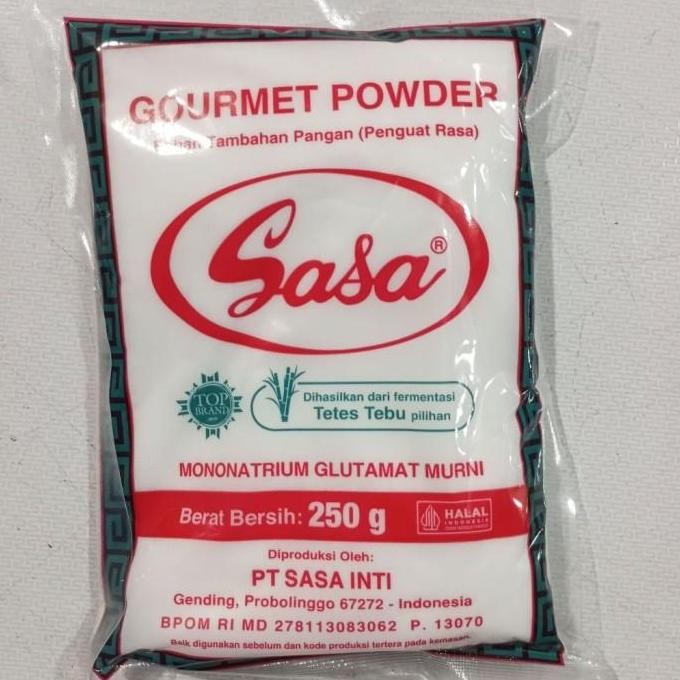 GOURMET POWDER
Bahan Tambahan Pangan (Penguat Rasa)
Sasa®
TOP
BRAND
Dihasilkan dari fermentasi
Tetes Tebu pilihan
MONONATRIUM GLUTAMAT MURNI
Berat Bersih: 250 g
HALAL
INDONESIA
Diproduksi Oleh:
PT SASA INTI
Gending, Probolinggo 67272 - Indonesia
BPOM RI MD 278113083062 P. 13070
Baik digunakan sebelum dan kode produksi tertera pada kemasan.